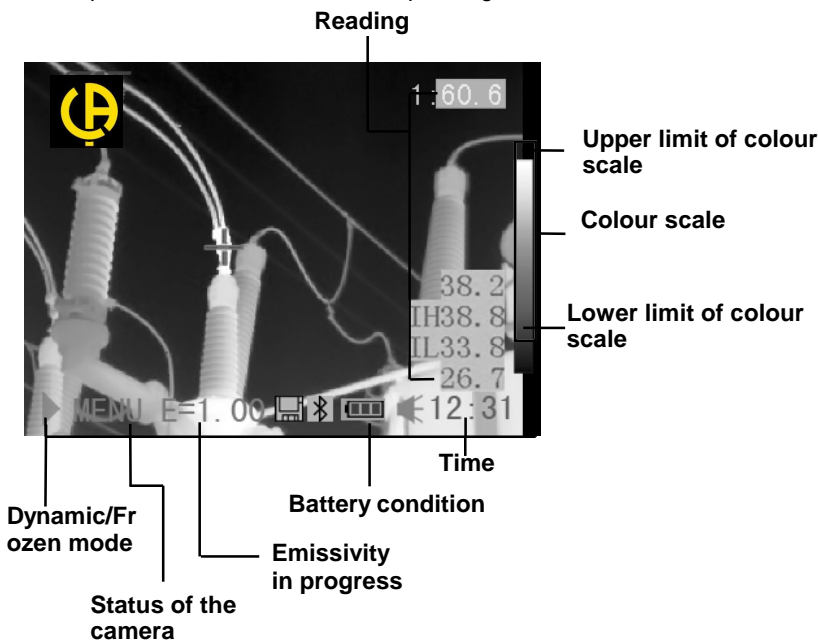 Reading
CA
1:60.6
Upper limit of colour
scale
Colour scale
38.2
IH38.8
Lower limit of colour
scale
IL33.8
26.7
MENU E=1.00 12:31
Time
Battery condition
Dynamic/Fr
ozen mode
Emissivity
in progress
Status of the
camera